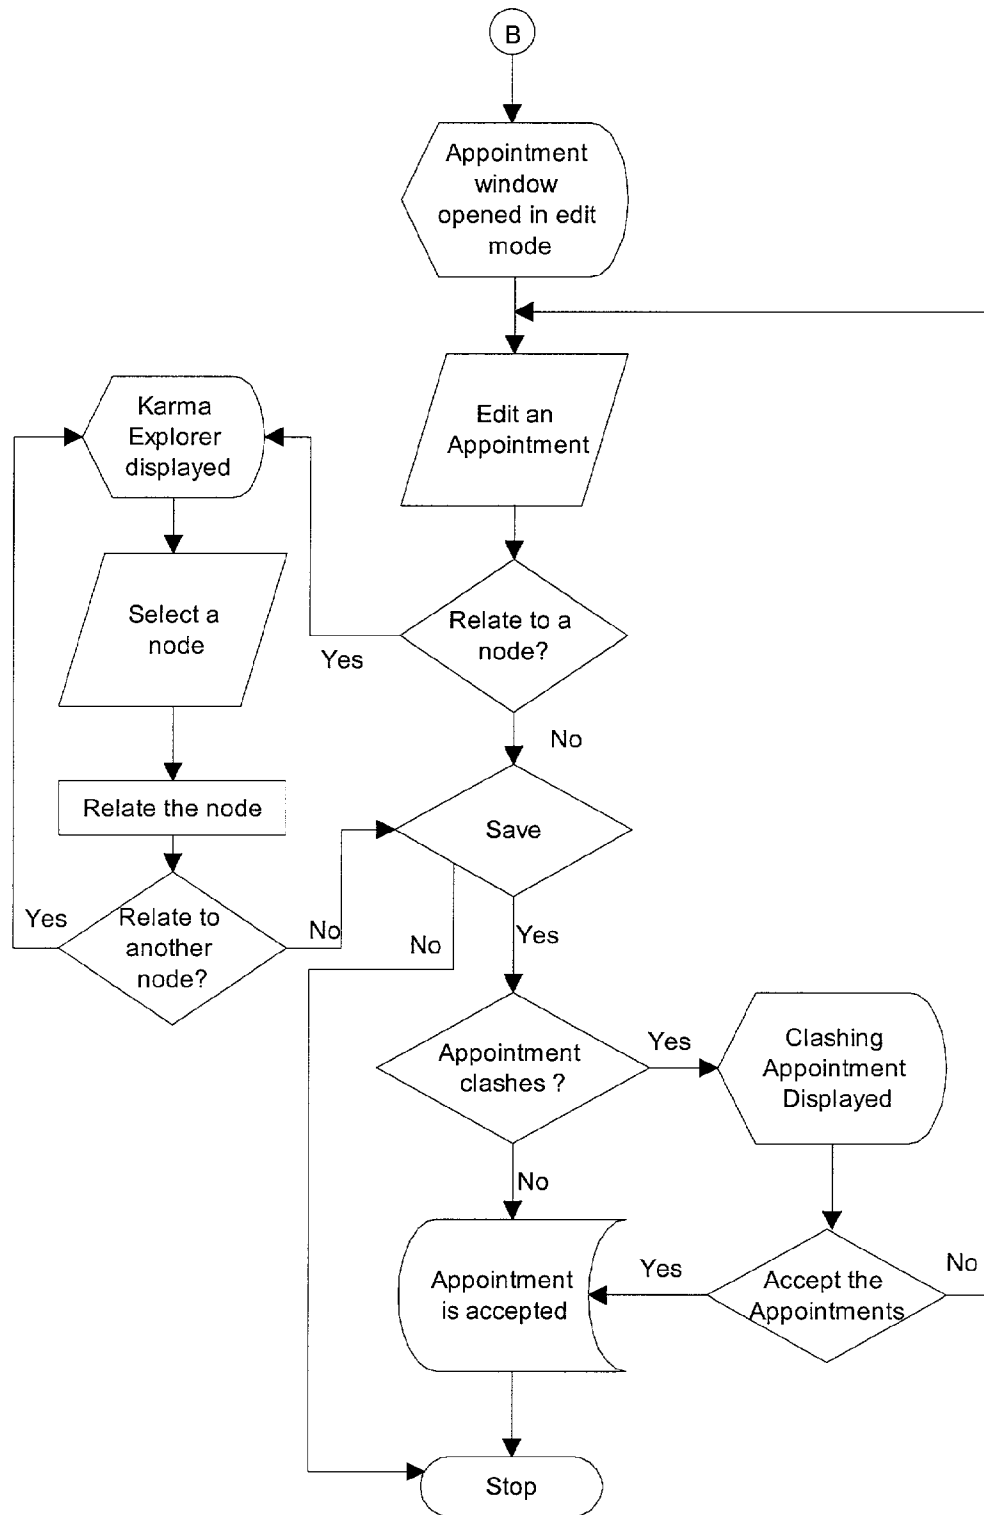 B
Appointment
window
opened in edit
mode
Edit an
Appointment
Karma
Explorer
displayed
Select a
node
Relate to a
node?
Yes
No
Relate the node
Save
Yes
Relate to
another
node?
No
No
Yes
Appointment
clashes ?
Yes
Clashing
Appointment
Displayed
No
Appointment
is accepted
Yes
Accept the
Appointments
No
Stop